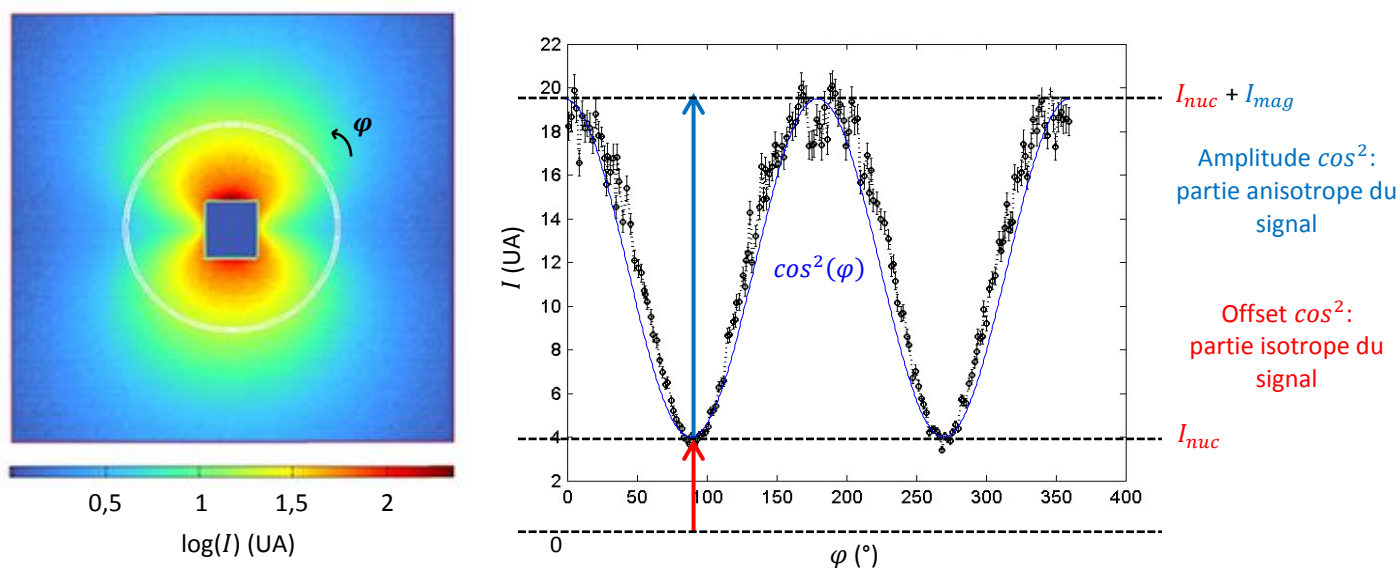 φ
0,5 1 1,5 2
log(I) (UA)
22
20
18
16
14
12
10
8
6
4
2
0
I (UA)
0 50 100 150 200 250 300 350 400
φ (°)
cos²(φ)
I_nuc + I_mag
Amplitude cos²:
partie anisotrope du
signal
Offset cos²:
partie isotrope du
signal
I_nuc